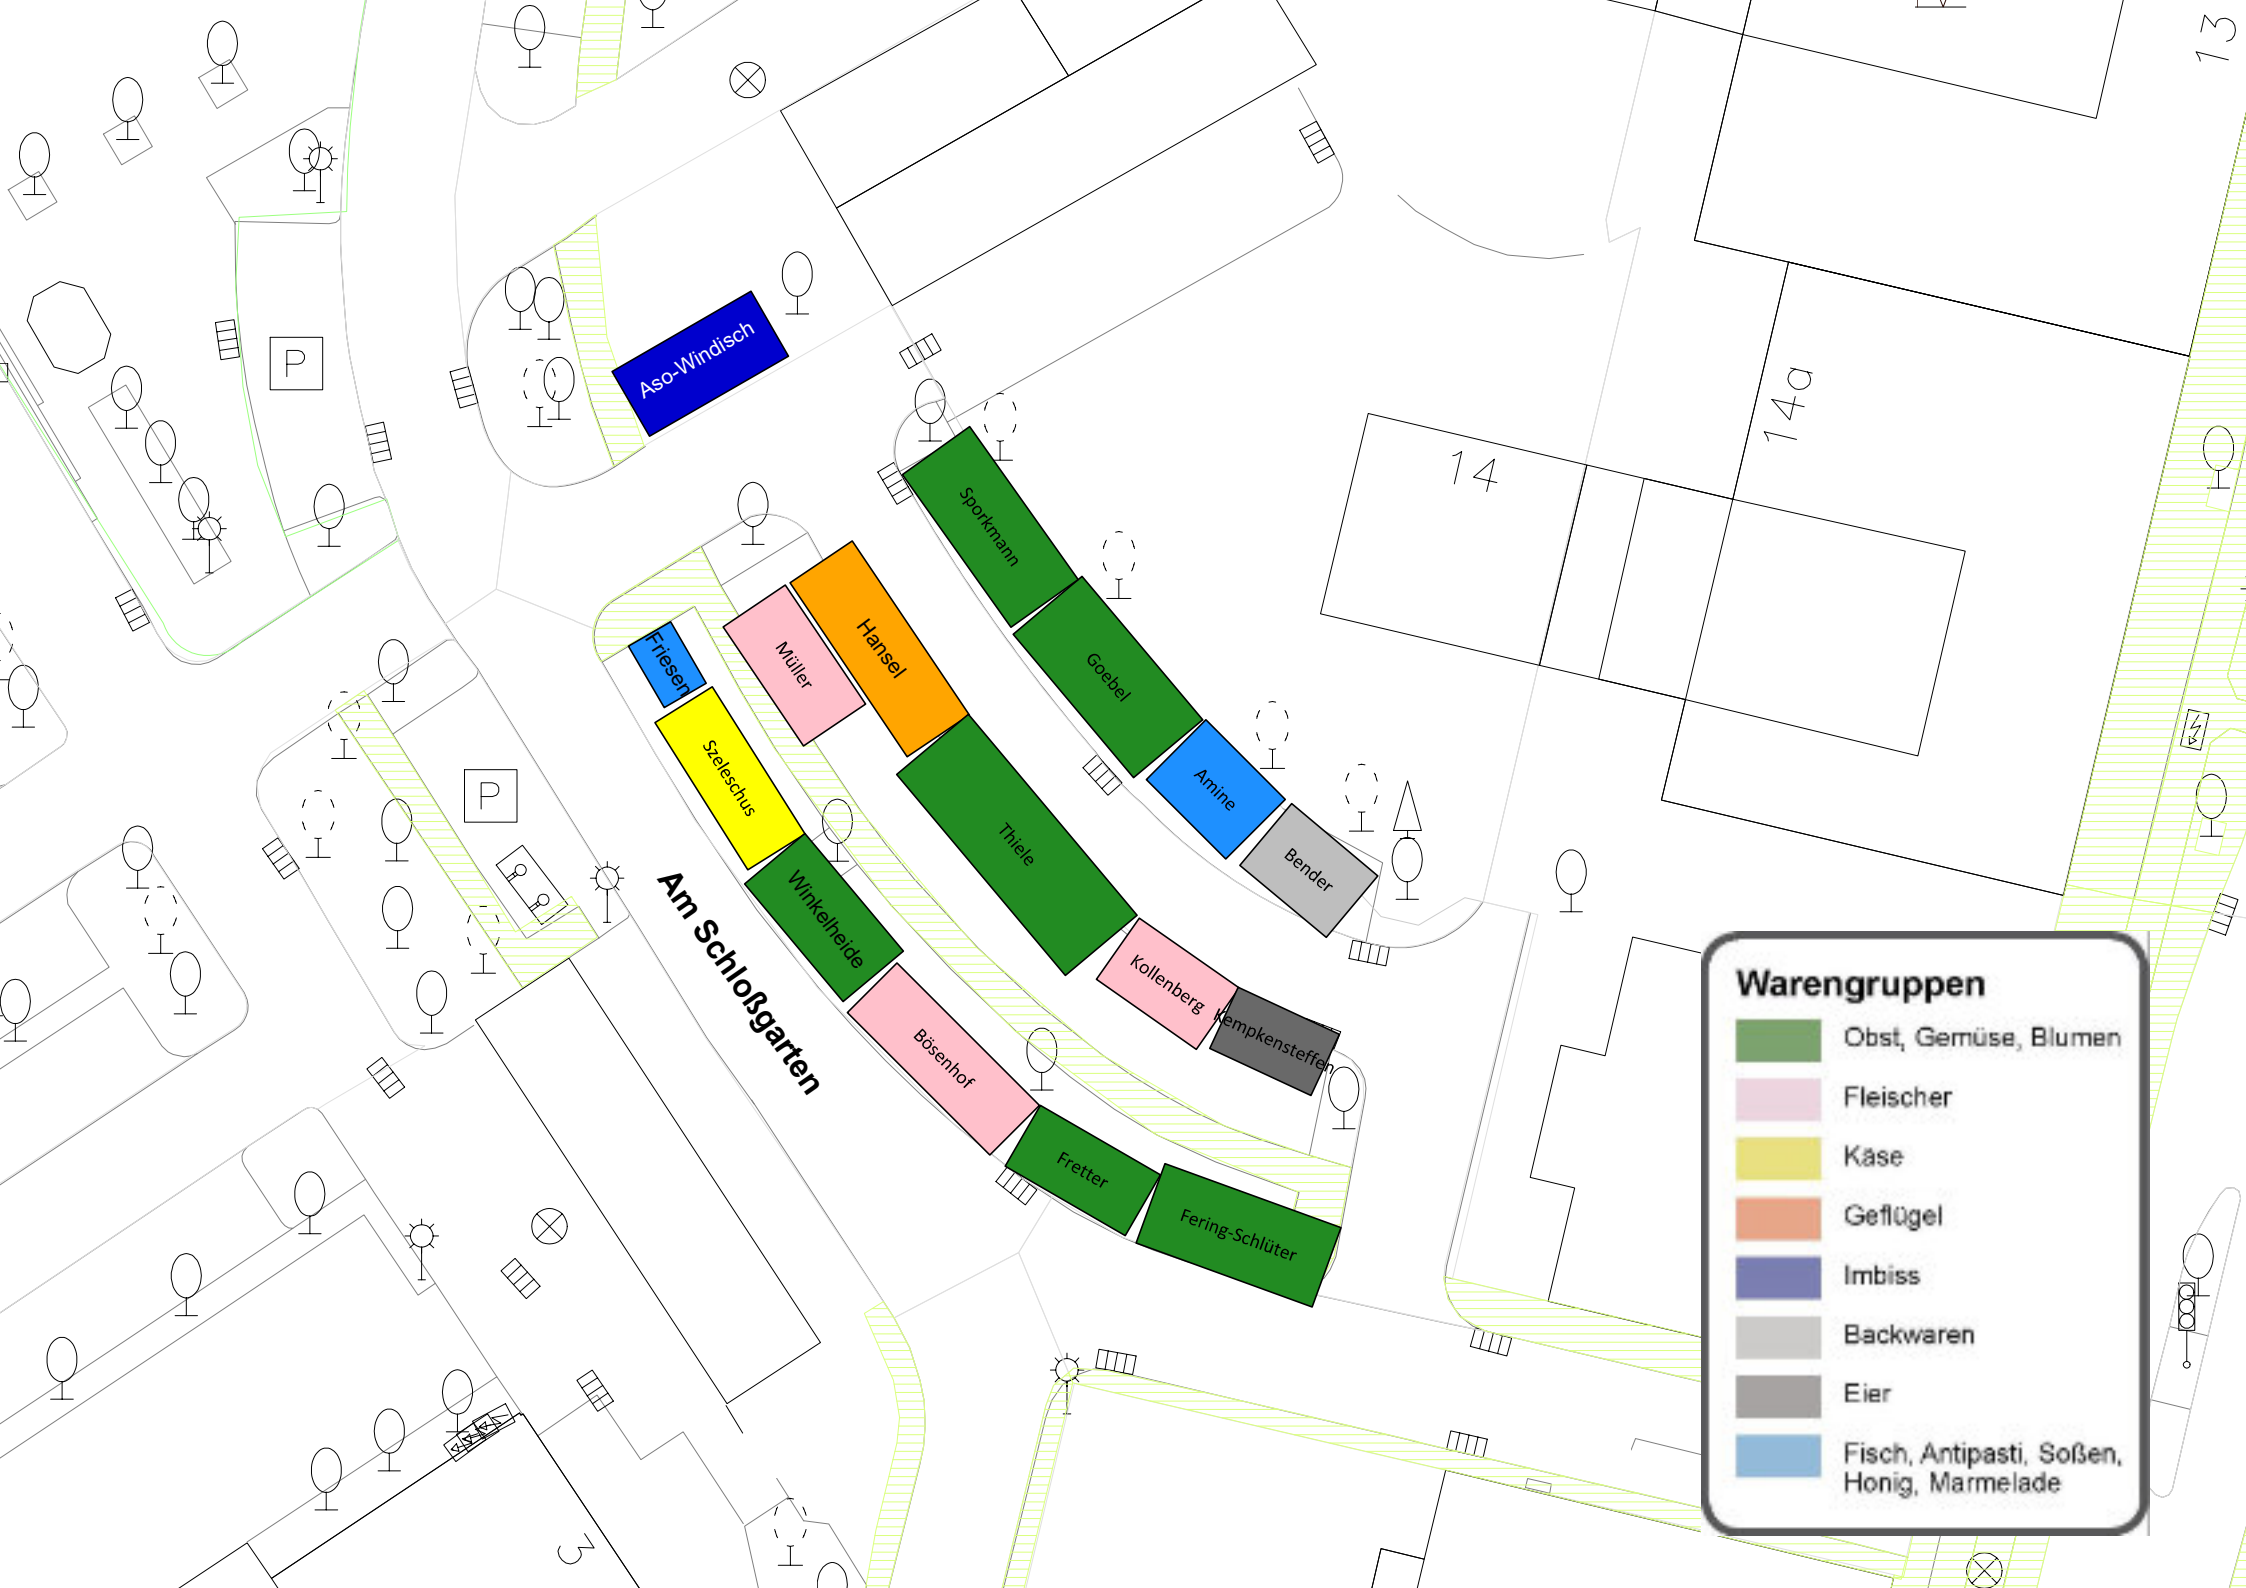 13
P
Aso-Windisch
14a
14
Sporkmann
Hansel
Müller
Friesen
Goebel
Szeleschus
P
Amine
Thiele
Bender
Winkelheide
Am Schloßgarten
Kollenberg
Kempkensteffen
Bösenhof
Fretter
Fering-Schlüter
3
Warengruppen
Obst, Gemüse, Blumen
Fleischer
Käse
Geflügel
Imbiss
Backwaren
Eier
Fisch, Antipasti, Soßen,
Honig, Marmelade